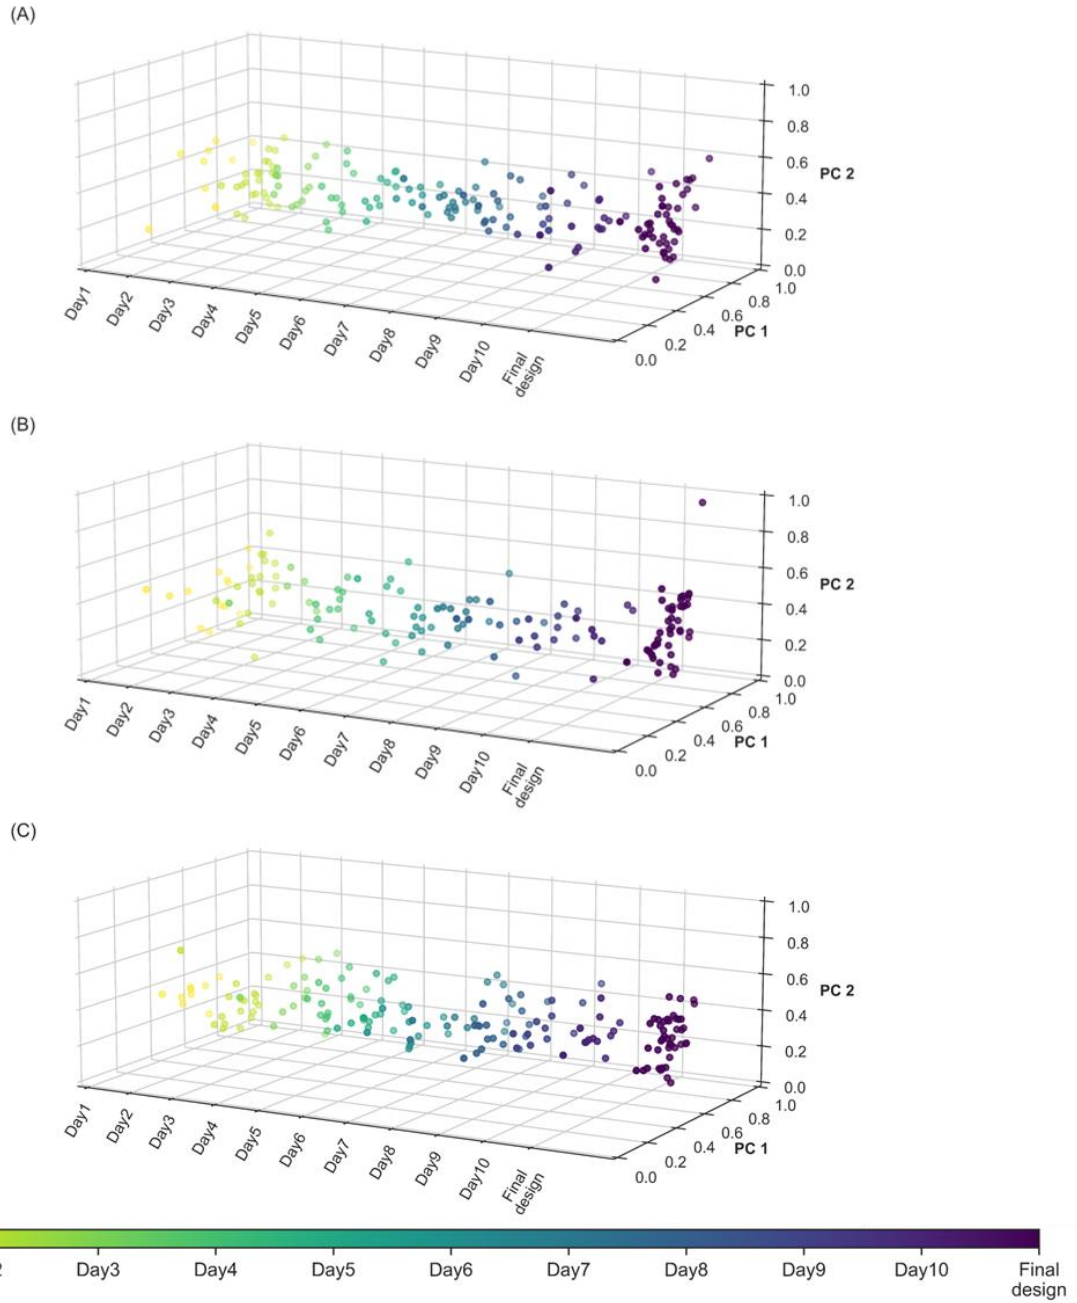 (A)
1.0
0.8
0.6
PC 2
0.4
0.2
0.0
1.0
0.8
0.6
0.4
PC 1
0.2
0.0
Day1
Day2
Day3
Day4
Day5
Day6
Day7
Day8
Day9
Day10
Final
design
(B)
1.0
0.8
0.6
PC 2
0.4
0.2
0.0
1.0
0.8
0.6
0.4
PC 1
0.2
0.0
Day1
Day2
Day3
Day4
Day5
Day6
Day7
Day8
Day9
Day10
Final
design
(C)
1.0
0.8
0.6
PC 2
0.4
0.2
0.0
1.0
0.8
0.6
0.4
PC 1
0.2
0.0
Day1
Day2
Day3
Day4
Day5
Day6
Day7
Day8
Day9
Day10
Final
design
Day3 Day4 Day5 Day6 Day7 Day8 Day9 Day10 Final
design